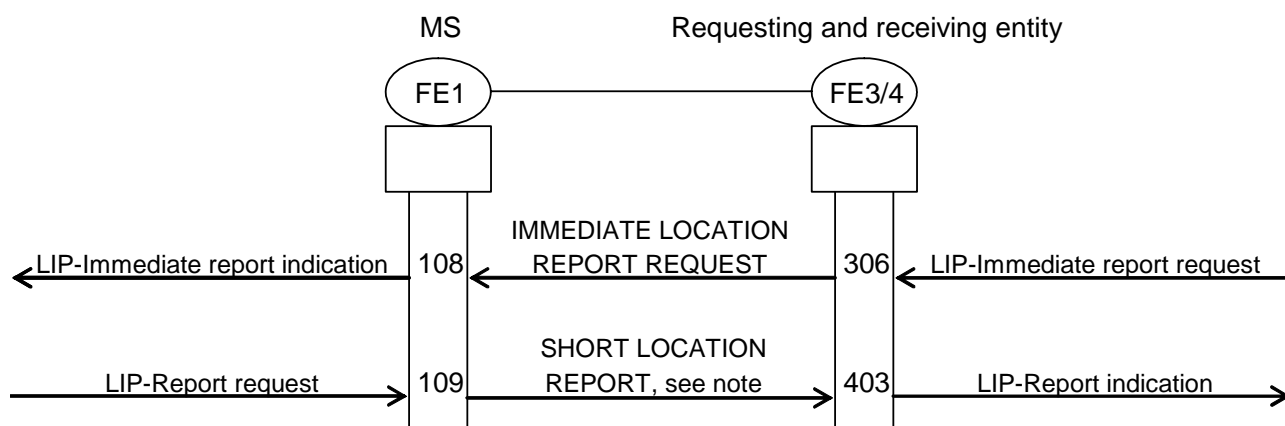 MS
Requesting and receiving entity
FE1
FE3/4
IMMEDIATE LOCATION
LIP-Immediate report indication 108 REPORT REQUEST 306 LIP-Immediate report request
SHORT LOCATION
LIP-Report request 109 REPORT, see note 403 LIP-Report indication